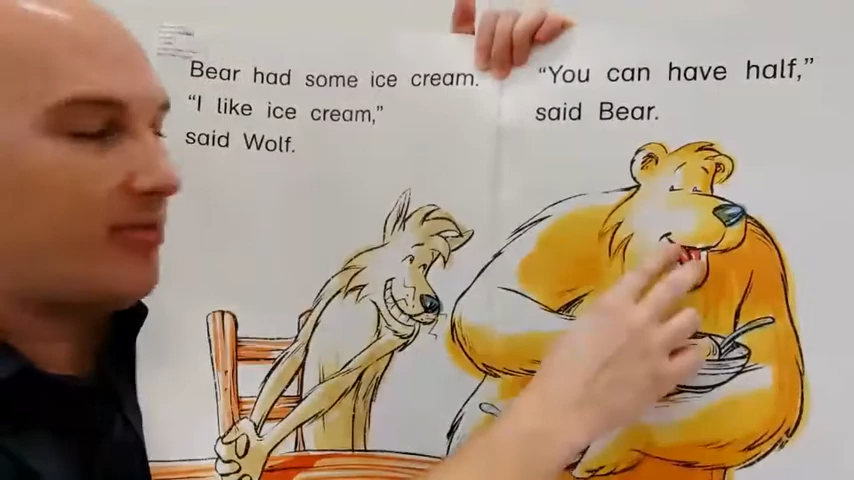 Bear had some ice cream.
"I like ice cream,"
said Wolf.
"You can have half,"
said Bear.